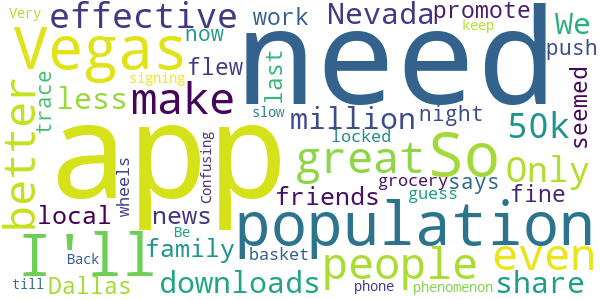 Very effective work Nevada promote We
Vegas now need keep push
trace less flew last So
signing make slow million night 50k seemed
better app locked great Only
local wheels Confusing news friends grocery says guess fine
I'll Be family population even
Back basket people
till Dallas downloads phone phenomenon share